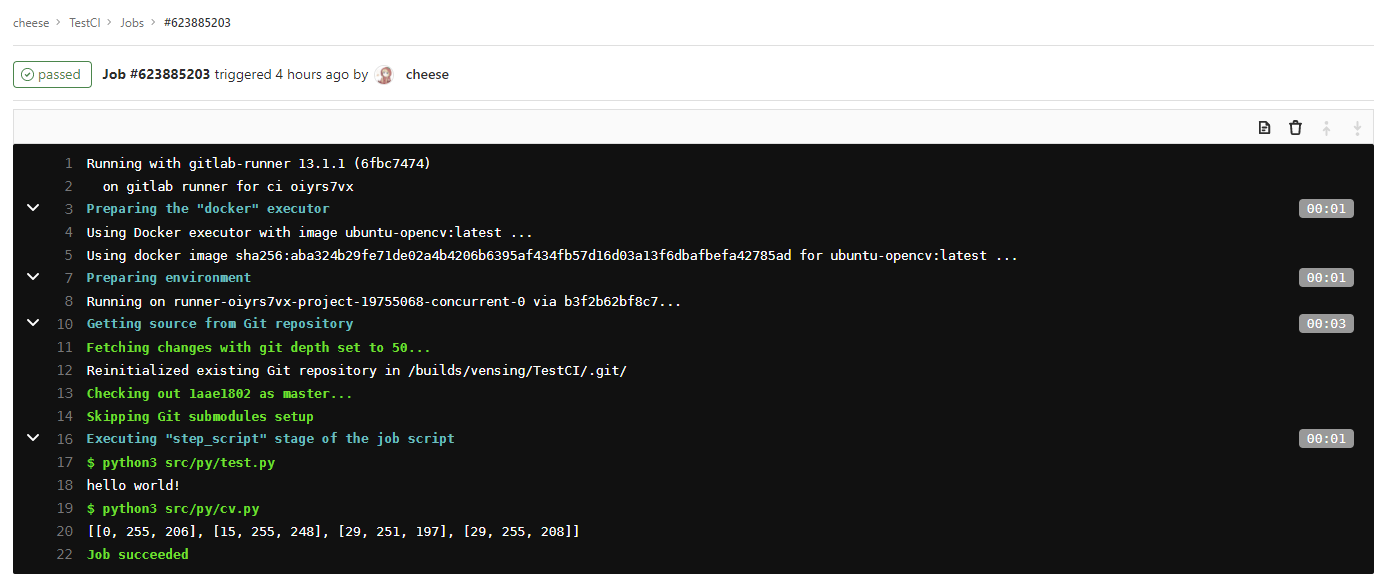 cheese > TestCI > Jobs > #623885203
passed Job #623885203 triggered 4 hours ago by cheese
1 Running with gitlab-runner 13.1.1 (6fbc7474)
2 on gitlab runner for ci oiyrs7vx
3 Preparing the "docker" executor 00:01
4 Using Docker executor with image ubuntu-opencv:latest ...
5 Using docker image sha256:aba324b29fe71de02a4b4206b6395af434fb57d16d03a13f6dbafbefa42785ad for ubuntu-opencv:latest ...
7 Preparing environment 00:01
8 Running on runner-oiyrs7vx-project-19755068-concurrent-0 via b3f2b62bf8c7...
10 Getting source from Git repository 00:03
11 Fetching changes with git depth set to 50...
12 Reinitialized existing Git repository in /builds/vensing/TestCI/.git/
13 Checking out 1aae1802 as master...
14 Skipping Git submodules setup
16 Executing "step_script" stage of the job script 00:01
17 $ python3 src/py/test.py
18 hello world!
19 $ python3 src/py/cv.py
20 [[0, 255, 206], [15, 255, 248], [29, 251, 197], [29, 255, 208]]
22 Job succeeded